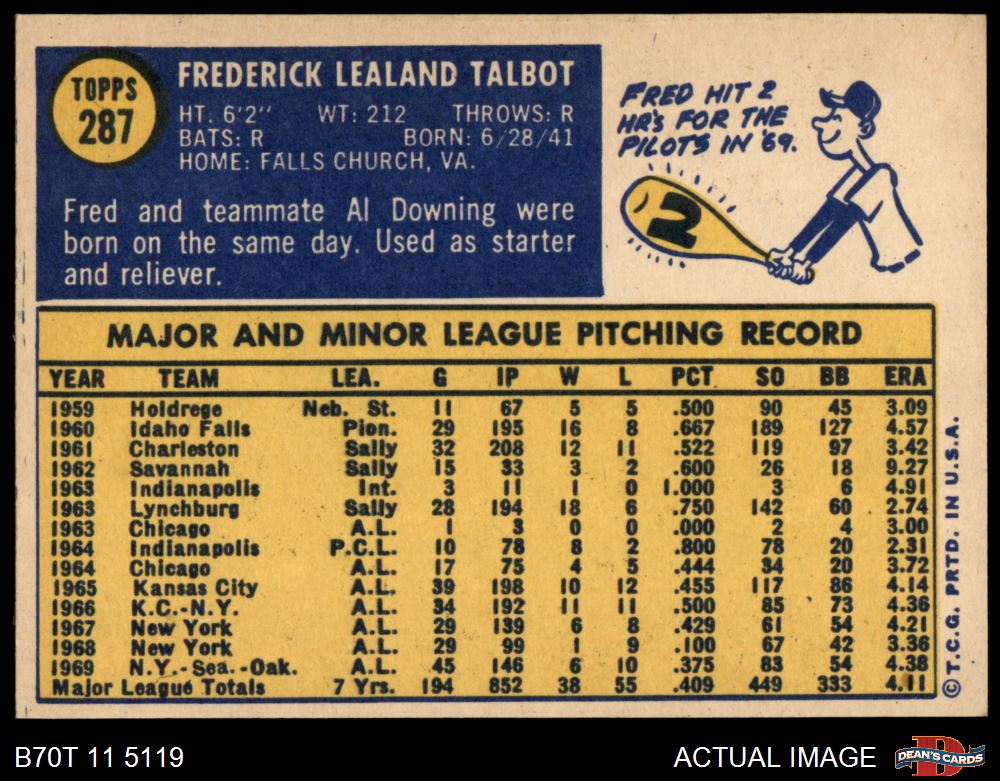 TOPPS
287
FREDERICK LEALAND TALBOT
HT: 6'2" WT: 212 THROWS: R
BATS: R BORN: 6/28/41
HOME: FALLS CHURCH, VA.
Fred and teammate Al Downing were
born on the same day. Used as starter
and reliever.
FRED HIT 2
HR's FOR THE
PILOTS IN '69.
2
MAJOR AND MINOR LEAGUE PITCHING RECORD
YEAR TEAM LEA. G IP W L PCT SO BB ERA
1959 Holdrege Neb. St. 11 67 5 5 .500 90 45 3.09
1960 Idaho Falls Pion. 29 195 16 8 .667 189 127 4.57
1961 Charleston Sally 32 208 12 11 .522 119 97 3.42
1962 Savannah Sally 15 33 3 2 .600 26 18 9.27
1963 Indianapolis Int. 3 11 1 0 1.000 3 6 4.91
1963 Lynchburg Sally 28 194 18 6 .750 142 60 2.74
1963 Chicago A.L. 1 3 0 0 .000 2 4 3.00
1964 Indianapolis P.C.L. 10 78 8 2 .800 78 20 2.31
1964 Chicago A.L. 17 75 4 5 .444 34 20 3.72
1965 Kansas City A.L. 39 198 10 12 .455 117 86 4.14
1966 K.C.-N.Y. A.L. 34 192 11 11 .500 85 73 4.36
1967 New York A.L. 29 139 6 8 .429 61 54 4.21
1968 New York A.L. 29 99 1 9 .100 67 42 3.36
1969 N.Y.-Sea.-Oak. A.L. 45 146 6 10 .375 83 54 4.38
Major League Totals 7 Yrs. 194 852 38 55 .409 449 333 4.11
© T.C.G. PRTD. IN U.S.A.
B70T 11 5119
ACTUAL IMAGE
D
DEAN'S CARDS